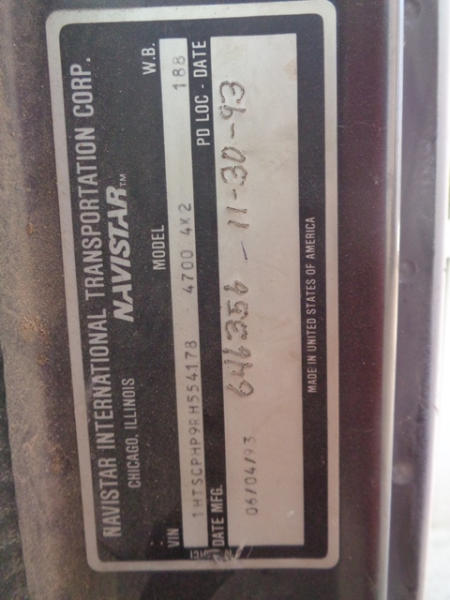 NAVISTAR INTERNATIONAL TRANSPORTATION CORP.
CHICAGO, ILLINOIS NAVISTAR™
VIN MODEL W.B.
1HTSCPHP9RH554178 4700 4X2 188
DATE MFG. PD LOC - DATE
06/04/93 646356 - 11-30-93
MADE IN UNITED STATES OF AMERICA